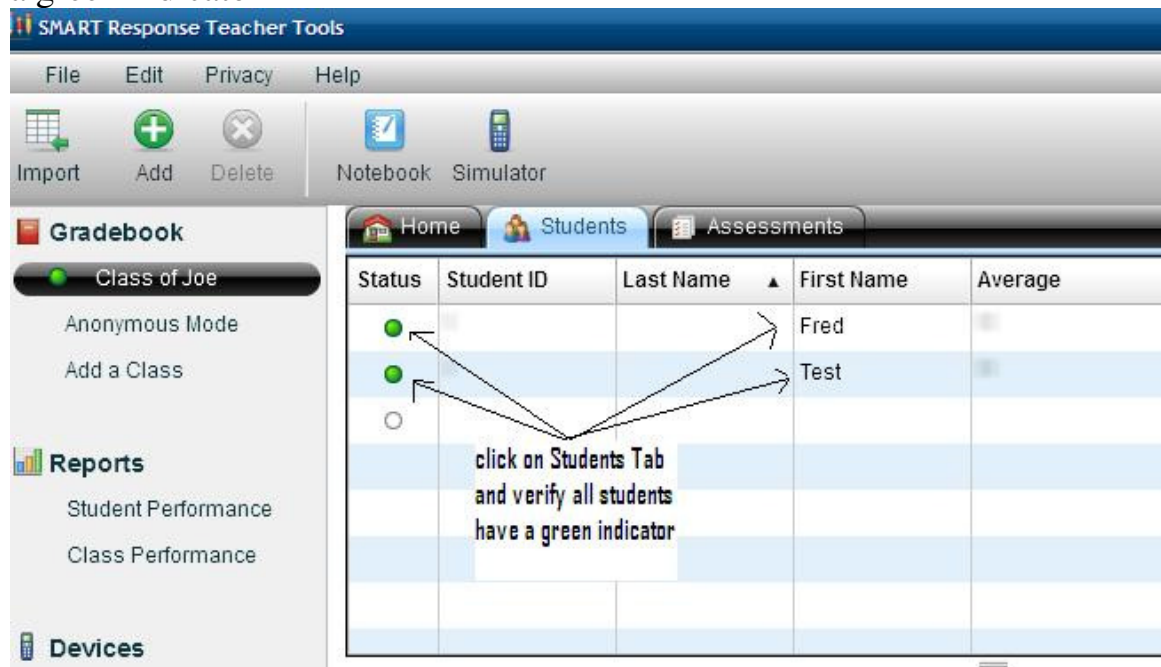 SMART Response Teacher Tools
File Edit Privacy Help
Import Add Delete Notebook Simulator
Gradebook
Class of Joe
Anonymous Mode
Add a Class
Reports
Student Performance
Class Performance
Devices
Home Students Assessments
Status Student ID Last Name First Name Average
Fred
Test
click on Students Tab
and verify all students
have a green indicator